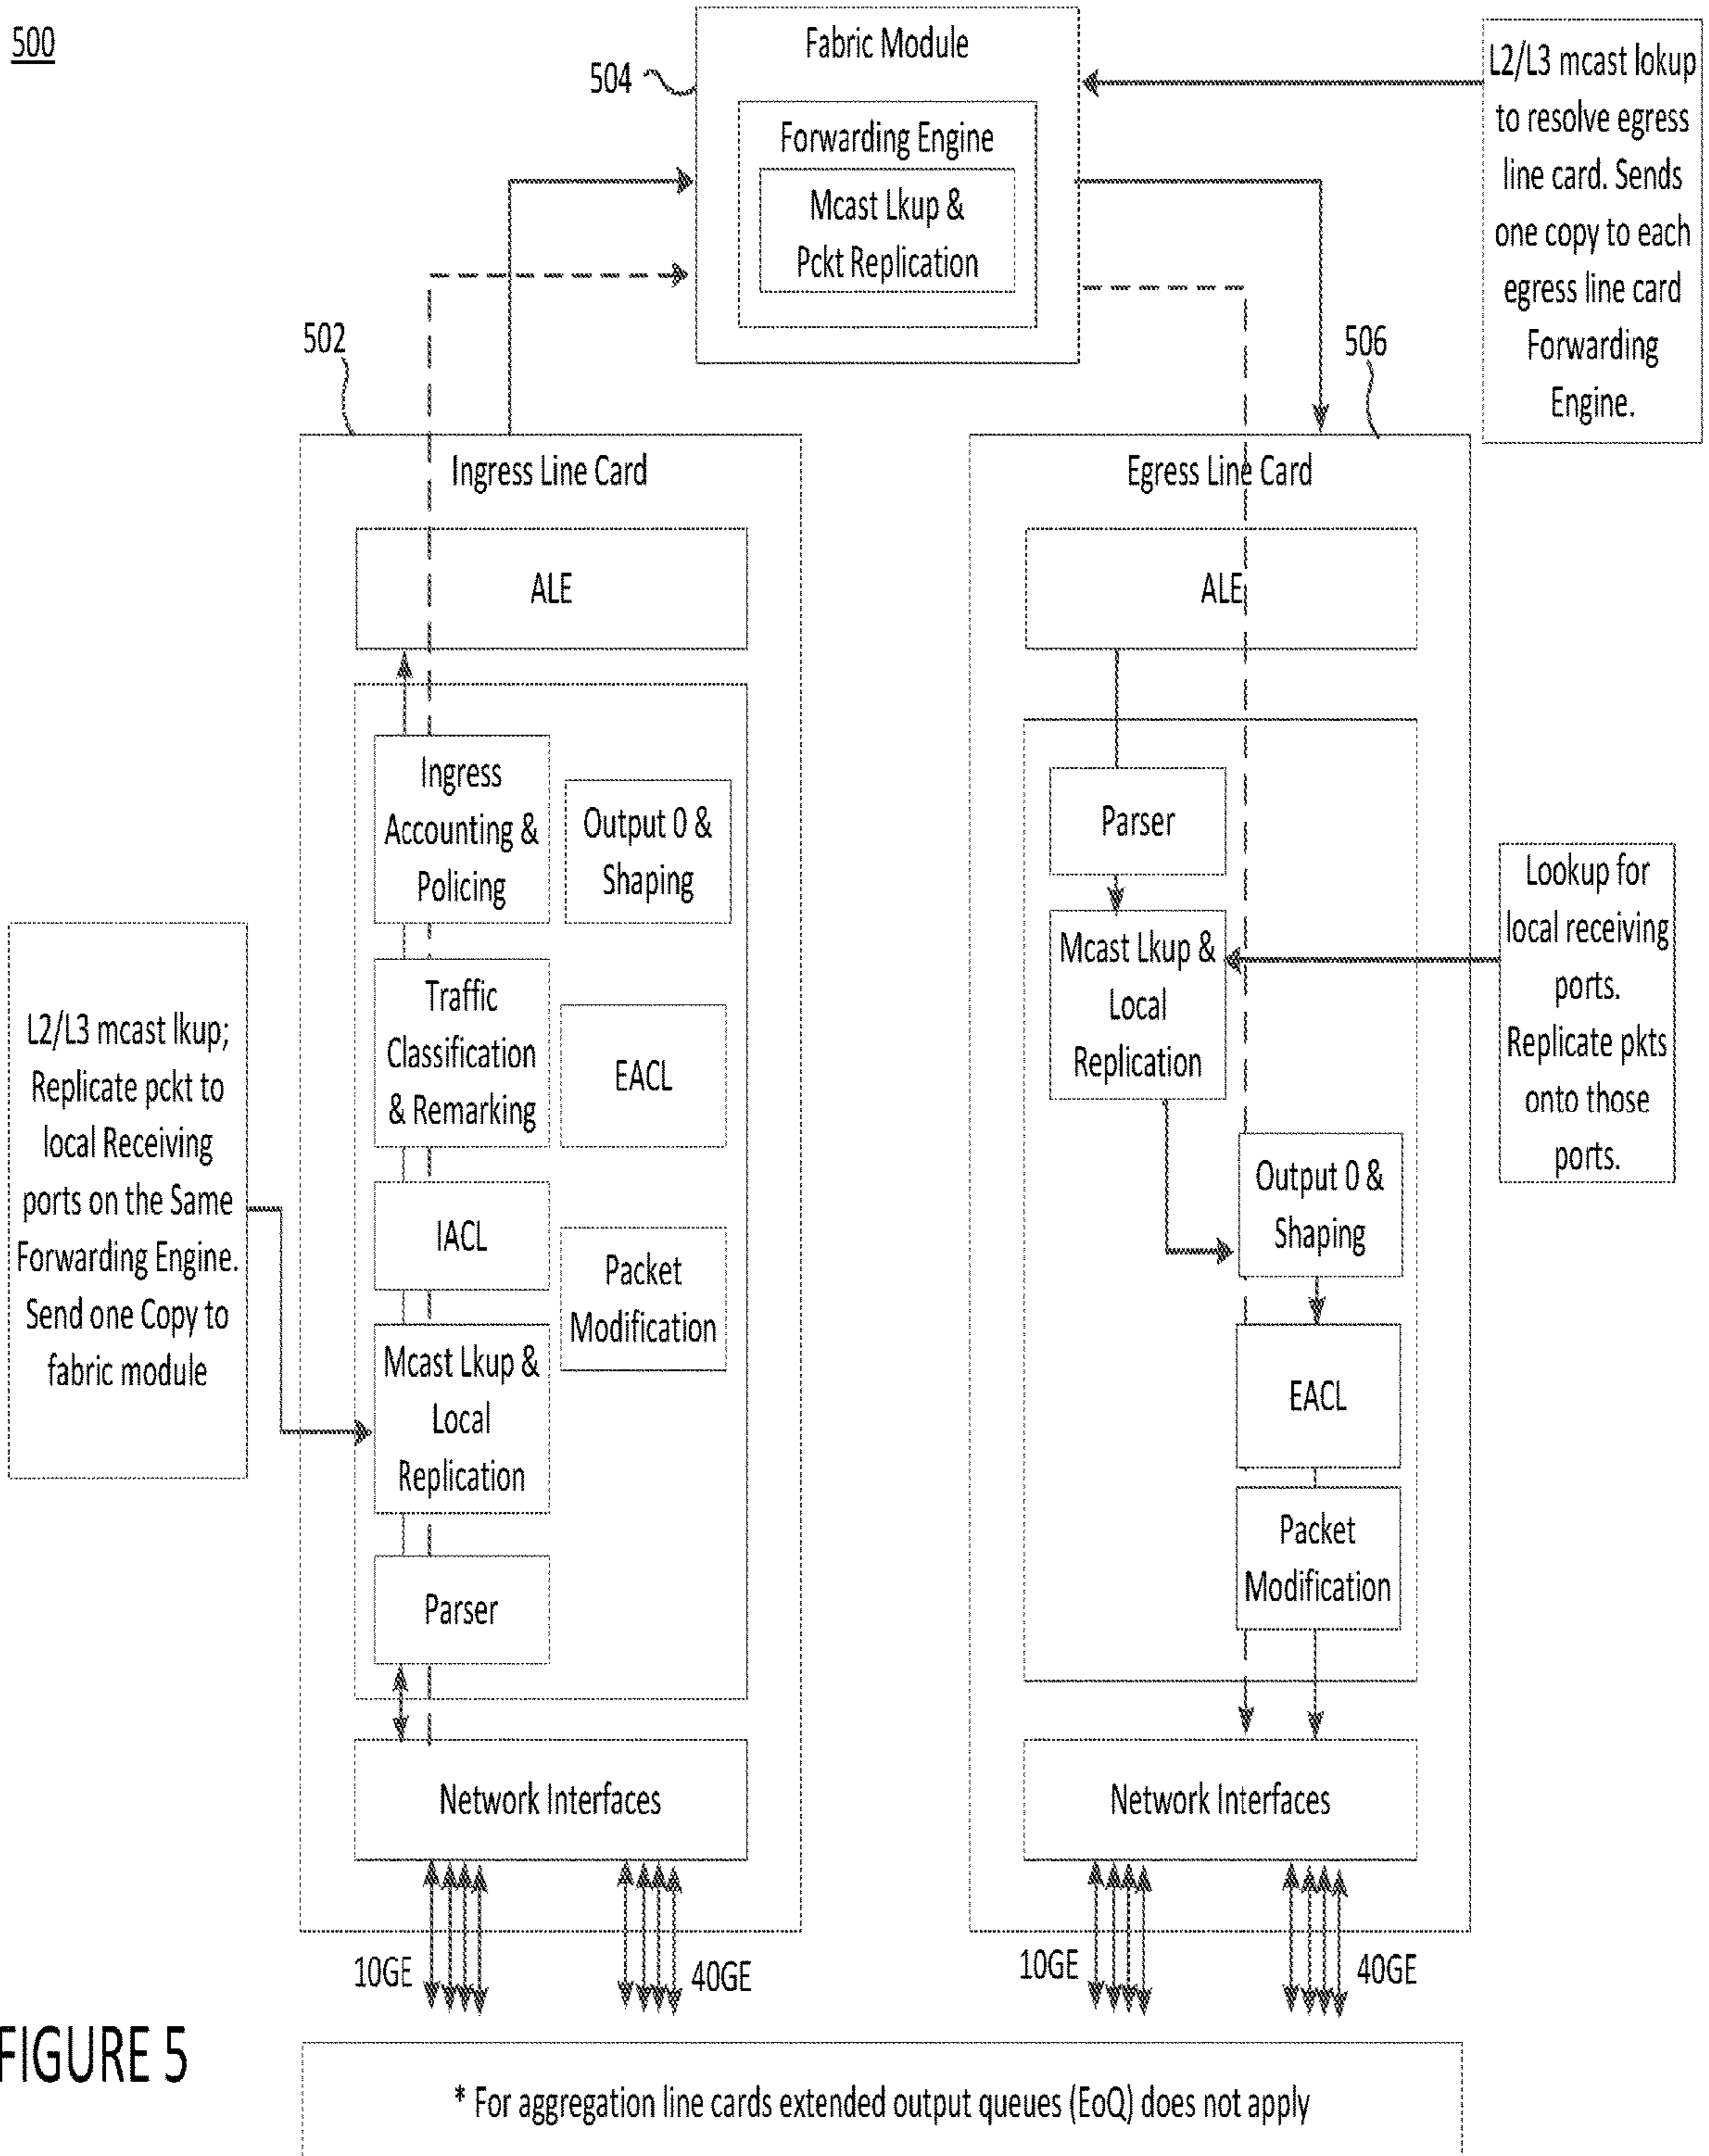 500
Fabric Module
504
Forwarding Engine
Mcast Lkup &
Pckt Replication
L2/L3 mcast lokup
to resolve egress
line card. Sends
one copy to each
egress line card
Forwarding
Engine.
502
506
Ingress Line Card
ALE
Ingress
Accounting &
Policing
Output 0 &
Shaping
Traffic
Classification
& Remarking
EACL
IACL
Packet
Modification
Mcast Lkup &
Local
Replication
Parser
Network Interfaces
10GE
40GE
L2/L3 mcast lkup;
Replicate pckt to
local Receiving
ports on the Same
Forwarding Engine.
Send one Copy to
fabric module
Egress Line Card
ALE
Parser
Mcast Lkup &
Local
Replication
Output 0 &
Shaping
EACL
Packet
Modification
Network Interfaces
10GE
40GE
Lookup for
local receiving
ports.
Replicate pkts
onto those
ports.
FIGURE 5
* For aggregation line cards extended output queues (EoQ) does not apply